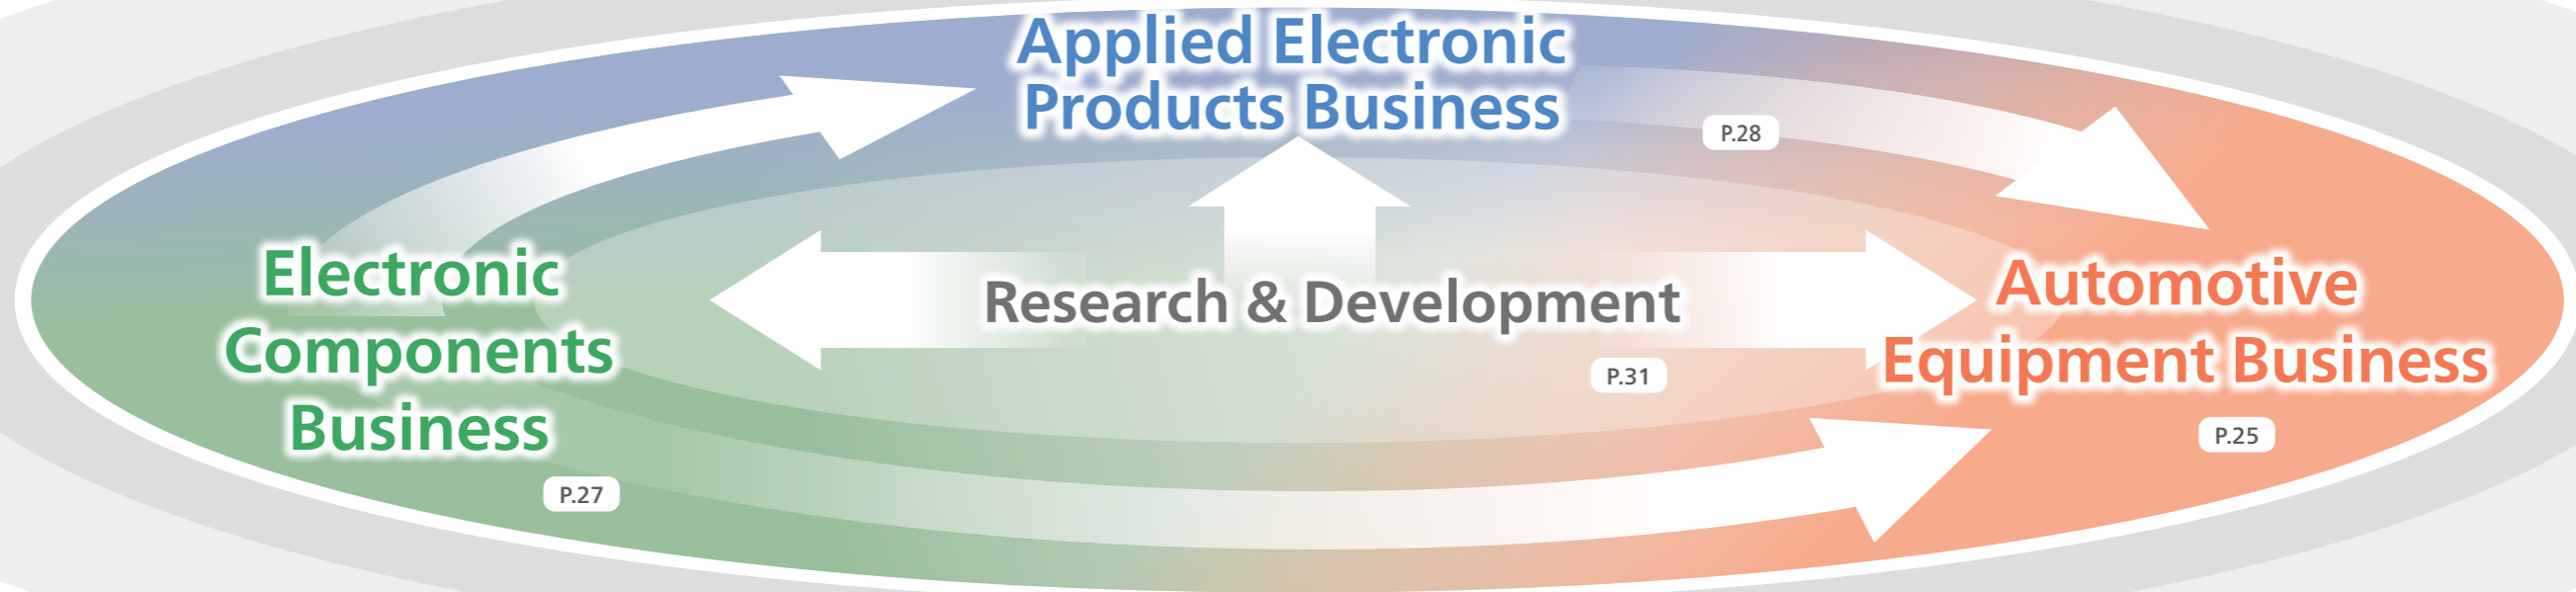 Applied Electronic
Products Business
P.28
Electronic
Components
Business
P.27
Research & Development
P.31
Automotive
Equipment Business
P.25